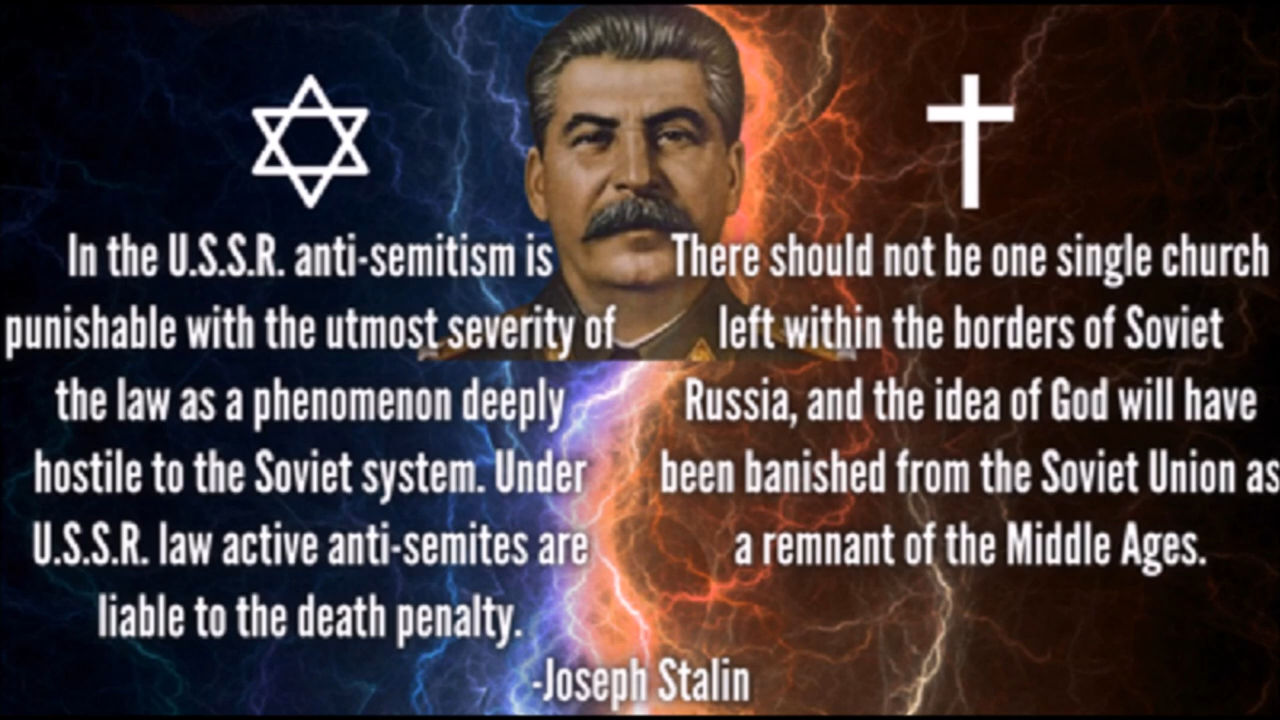 In the U.S.S.R. anti-semitism is
punishable with the utmost severity of
the law as a phenomenon deeply
hostile to the Soviet system. Under
U.S.S.R. law active anti-semites are
liable to the death penalty.
There should not be one single church
left within the borders of Soviet
Russia, and the idea of God will have
been banished from the Soviet Union as
a remnant of the Middle Ages.
-Joseph Stalin